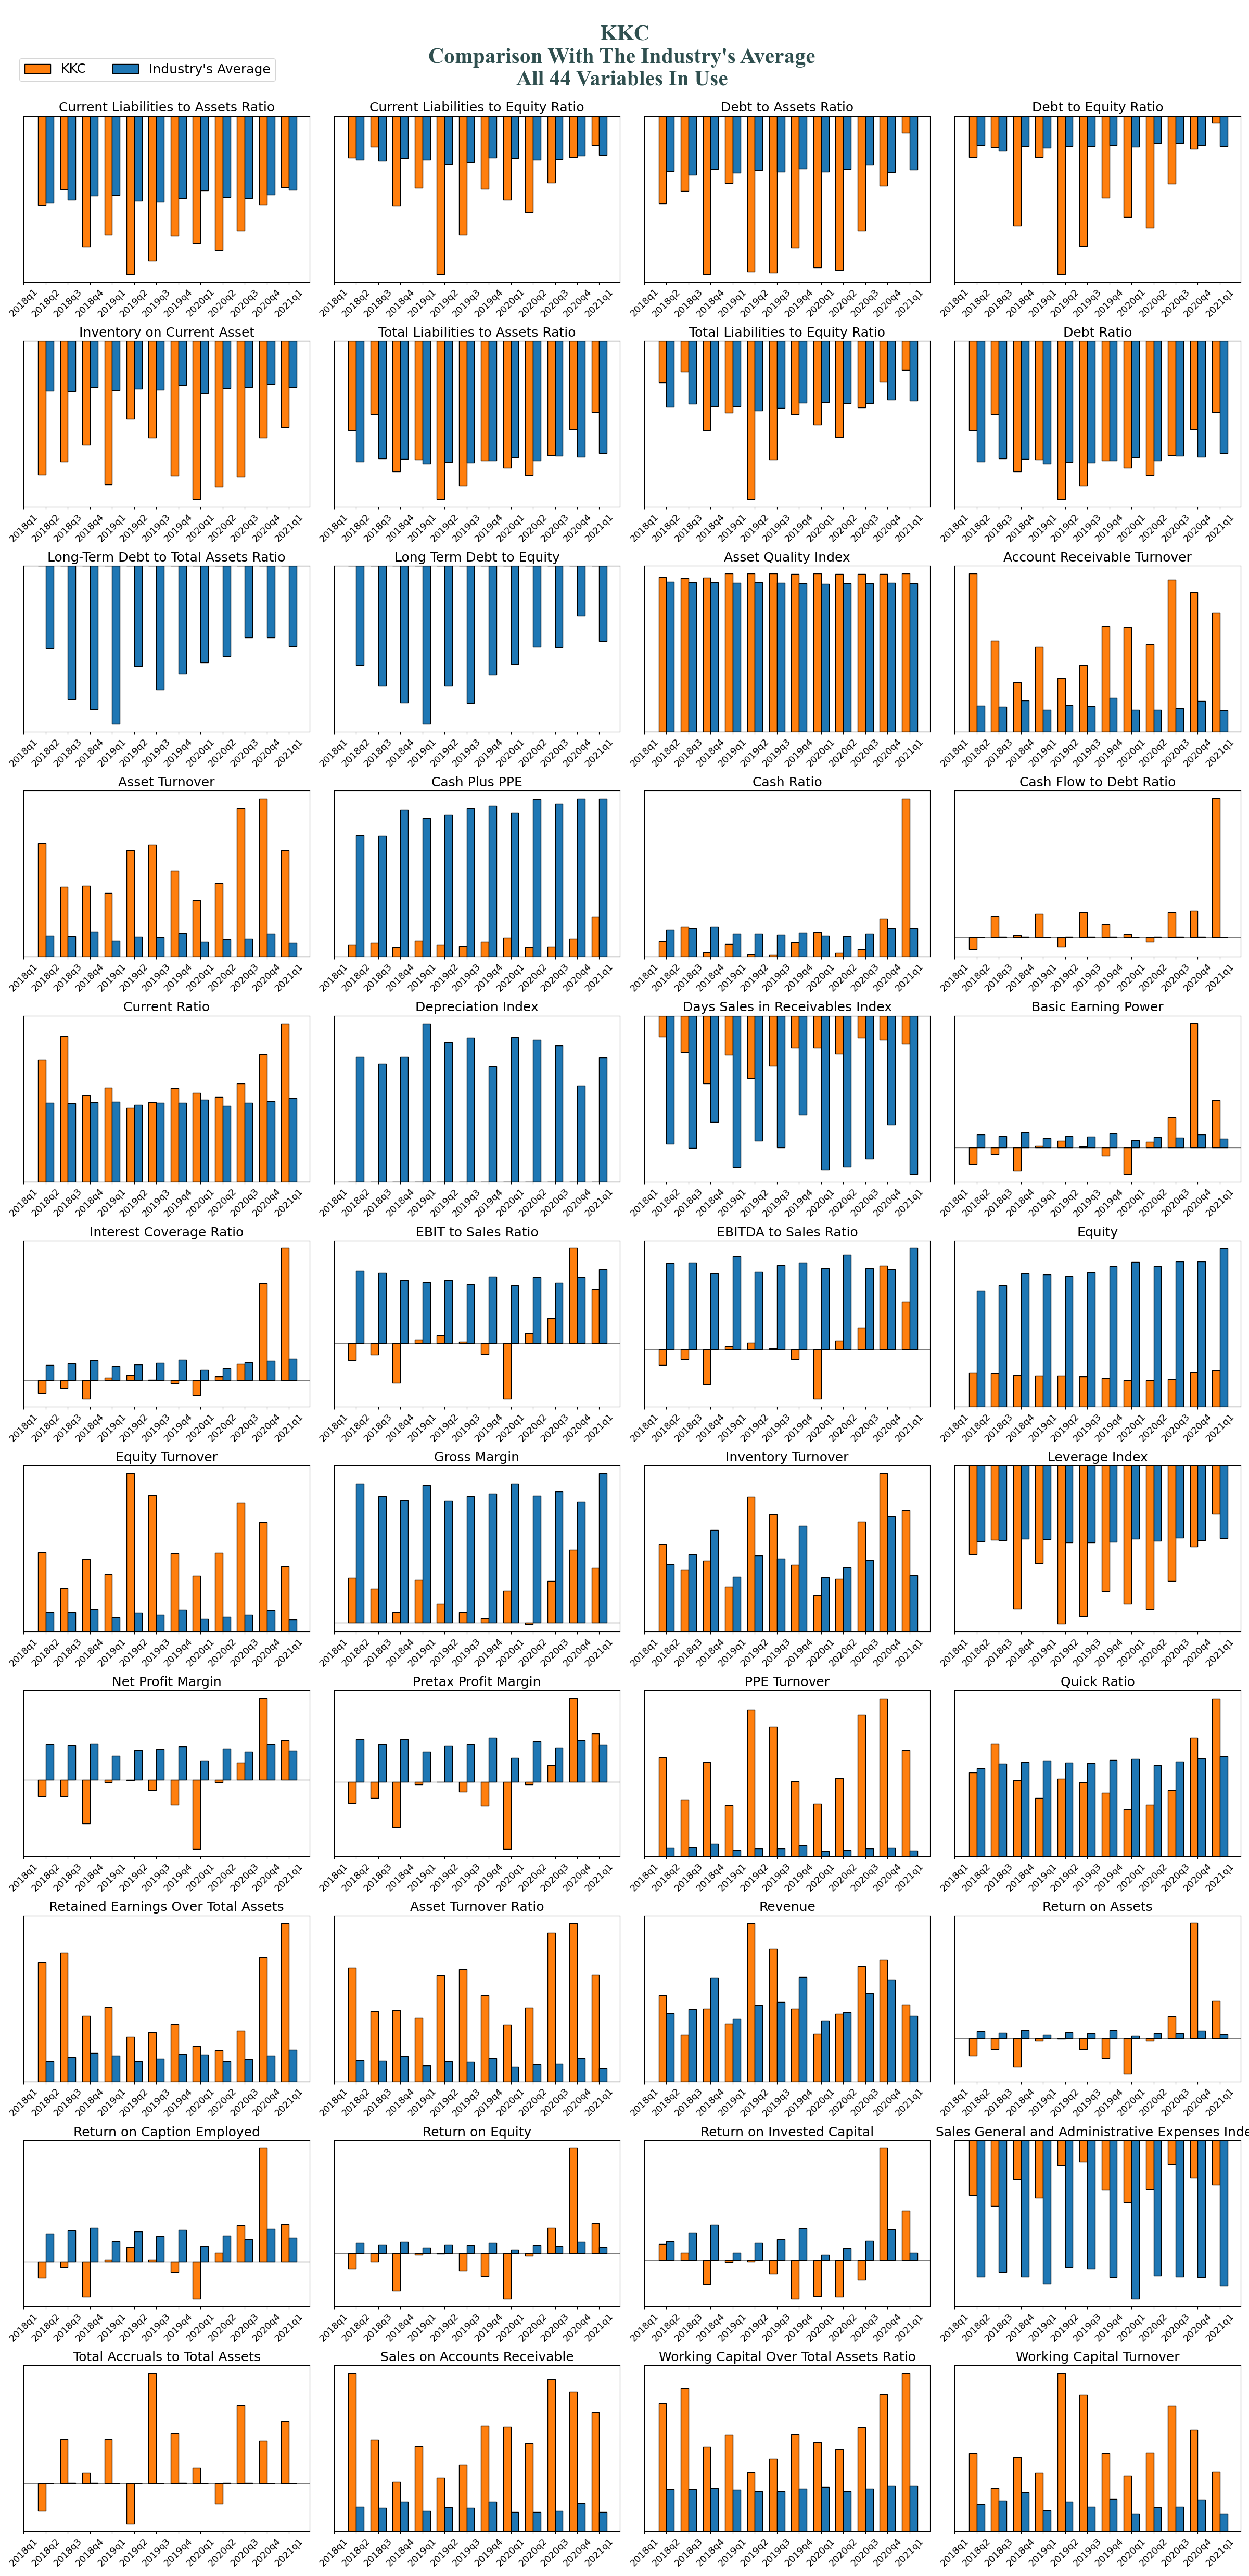 KKC
Comparison With The Industry's Average
All 44 Variables In Use
KKC
Industry's Average
Current Liabilities to Assets Ratio
Current Liabilities to Equity Ratio
Debt to Assets Ratio
Debt to Equity Ratio
2018q1 2018q2 2018q3 2018q4 2019q1 2019q2 2019q3 2019q4 2020q1 2020q2 2020q3 2020q4 2021q1
Inventory on Current Asset
Total Liabilities to Assets Ratio
Total Liabilities to Equity Ratio
Debt Ratio
Long-Term Debt to Total Assets Ratio
Long Term Debt to Equity
Asset Quality Index
Account Receivable Turnover
Asset Turnover
Cash Plus PPE
Cash Ratio
Cash Flow to Debt Ratio
Current Ratio
Depreciation Index
Days Sales in Receivables Index
Basic Earning Power
Interest Coverage Ratio
EBIT to Sales Ratio
EBITDA to Sales Ratio
Equity
Equity Turnover
Gross Margin
Inventory Turnover
Leverage Index
Net Profit Margin
Pretax Profit Margin
PPE Turnover
Quick Ratio
Retained Earnings Over Total Assets
Asset Turnover Ratio
Revenue
Return on Assets
Return on Caption Employed
Return on Equity
Return on Invested Capital
Sales General and Administrative Expenses Inde
Total Accruals to Total Assets
Sales on Accounts Receivable
Working Capital Over Total Assets Ratio
Working Capital Turnover